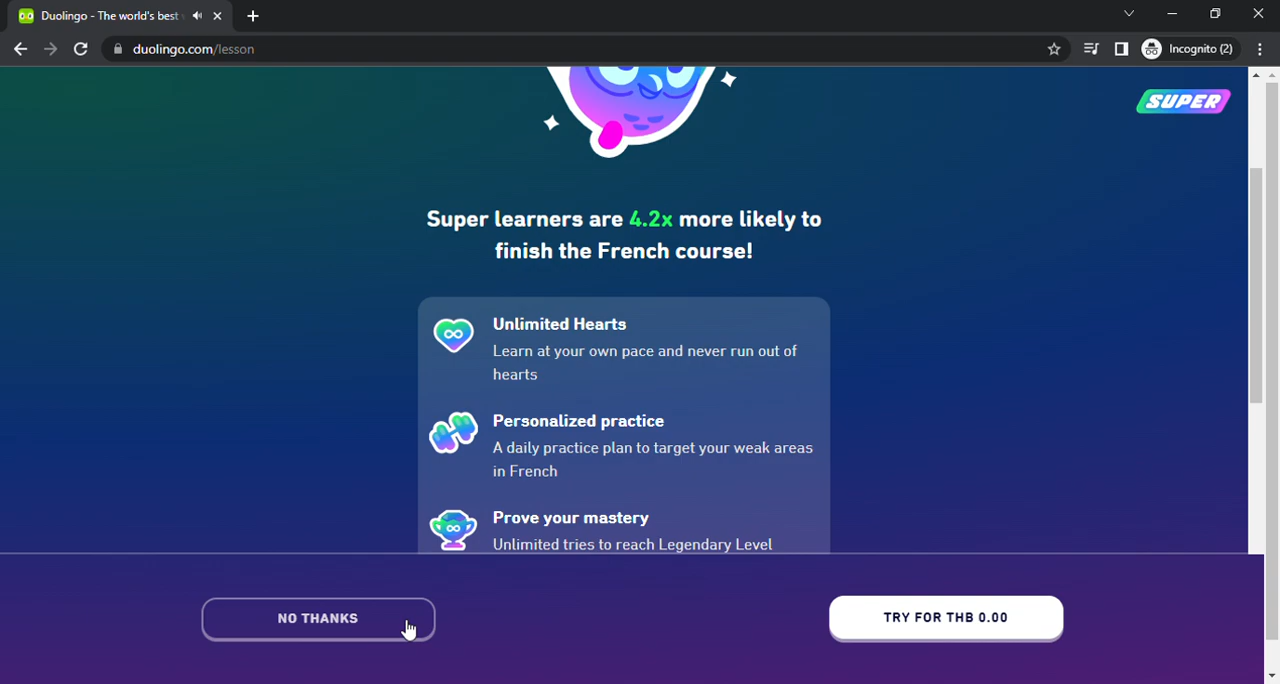 Duolingo - The world's best
duolingo.com/lesson
Incognito (2)
SUPER
Super learners are 4.2x more likely to
finish the French course!
Unlimited Hearts
Learn at your own pace and never run out of
hearts
Personalized practice
A daily practice plan to target your weak areas
in French
Prove your mastery
Unlimited tries to reach Legendary Level
NO THANKS
TRY FOR THB 0.00